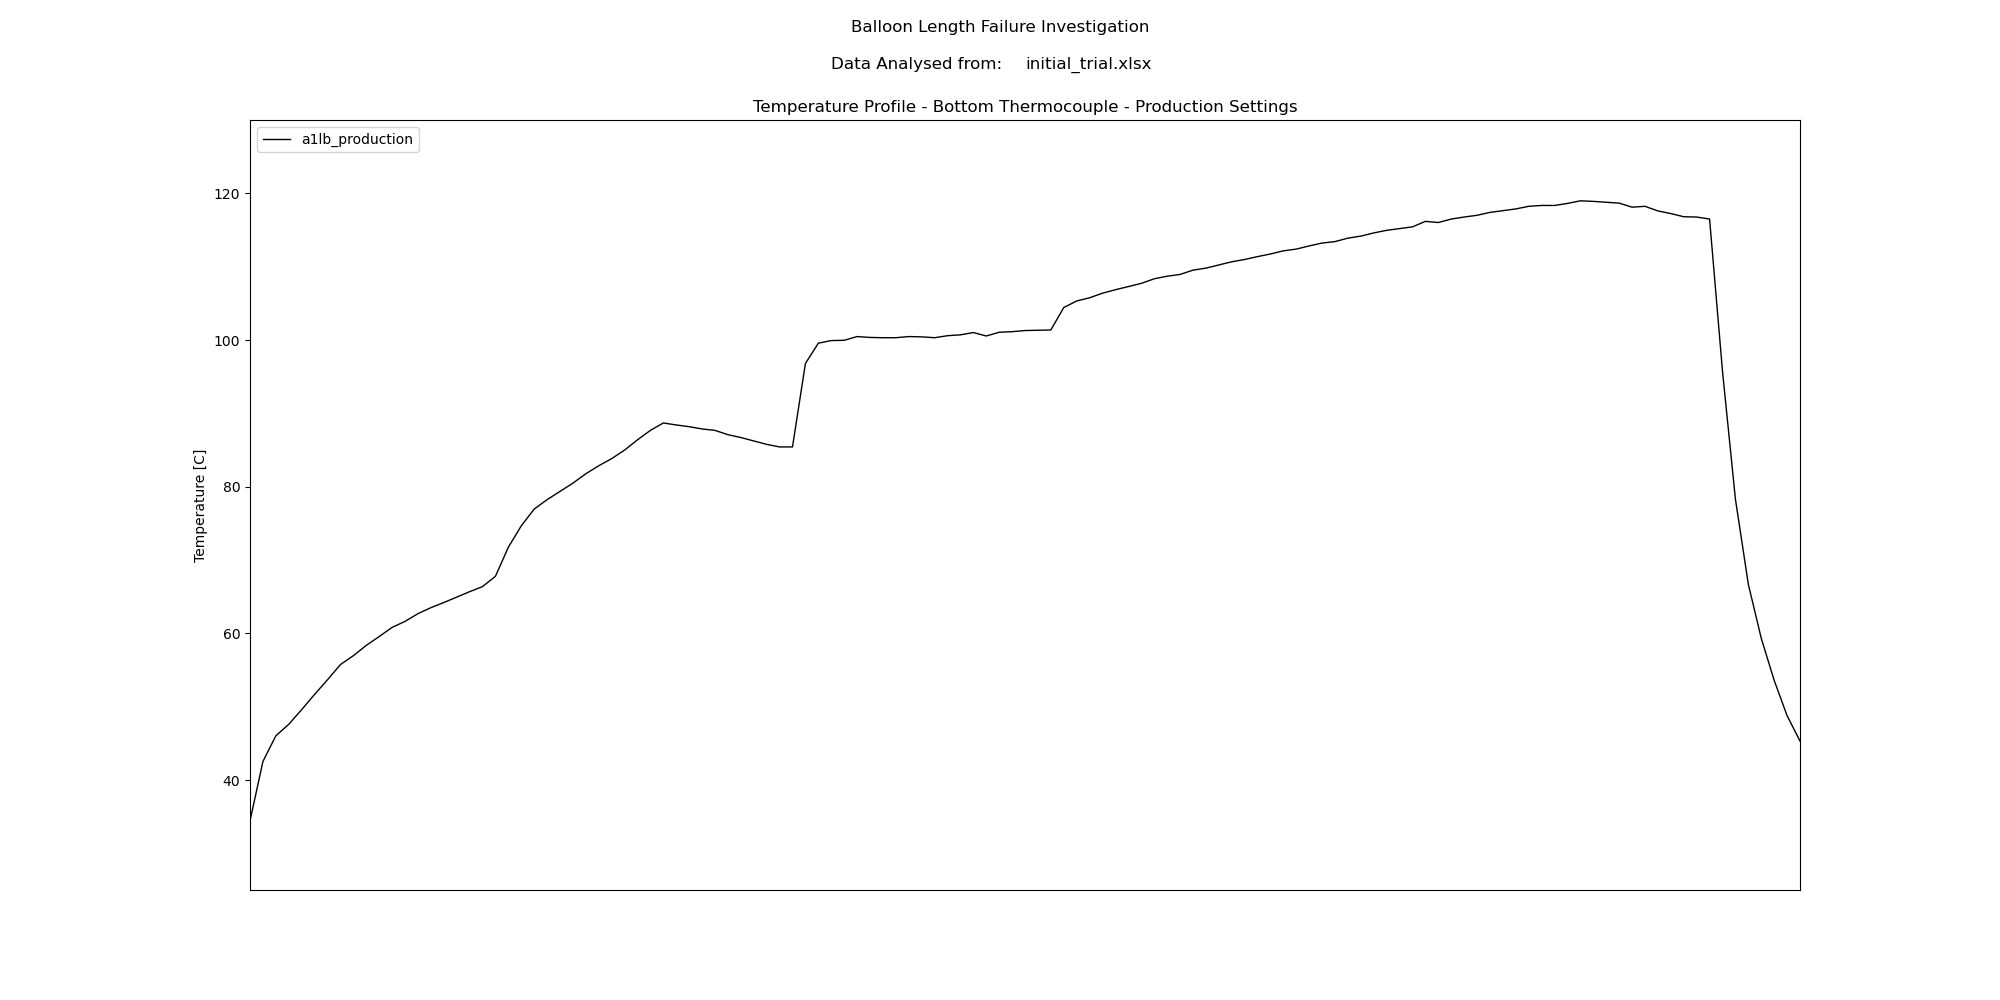 Balloon Length Failure Investigation
Data Analysed from: initial_trial.xlsx
Temperature Profile - Bottom Thermocouple - Production Settings
a1lb_production
120
100
80
60
40
Temperature [C]